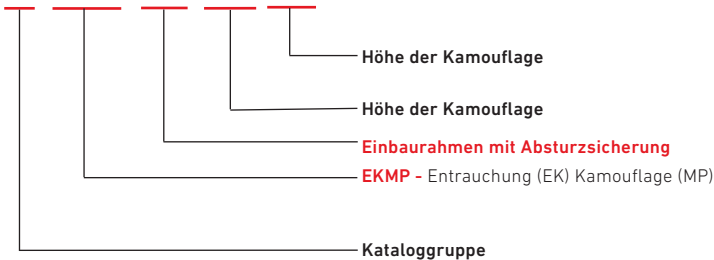 Höhe der Kamouflage
Höhe der Kamouflage
Einbaurahmen mit Absturzsicherung
EKMP - Entrauchung (EK) Kamouflage (MP)
Kataloggruppe